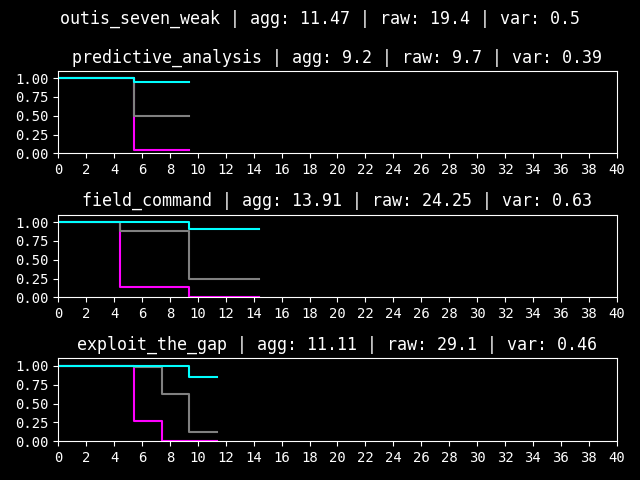 outis_seven_weak | agg: 11.47 | raw: 19.4 | var: 0.5
predictive_analysis | agg: 9.2 | raw: 9.7 | var: 0.39
1.00
0.75
0.50
0.25
0.00
0 2 4 6 8 10 12 14 16 18 20 22 24 26 28 30 32 34 36 38 40
field_command | agg: 13.91 | raw: 24.25 | var: 0.63
1.00
0.75
0.50
0.25
0.00
0 2 4 6 8 10 12 14 16 18 20 22 24 26 28 30 32 34 36 38 40
exploit_the_gap | agg: 11.11 | raw: 29.1 | var: 0.46
1.00
0.75
0.50
0.25
0.00
0 2 4 6 8 10 12 14 16 18 20 22 24 26 28 30 32 34 36 38 40